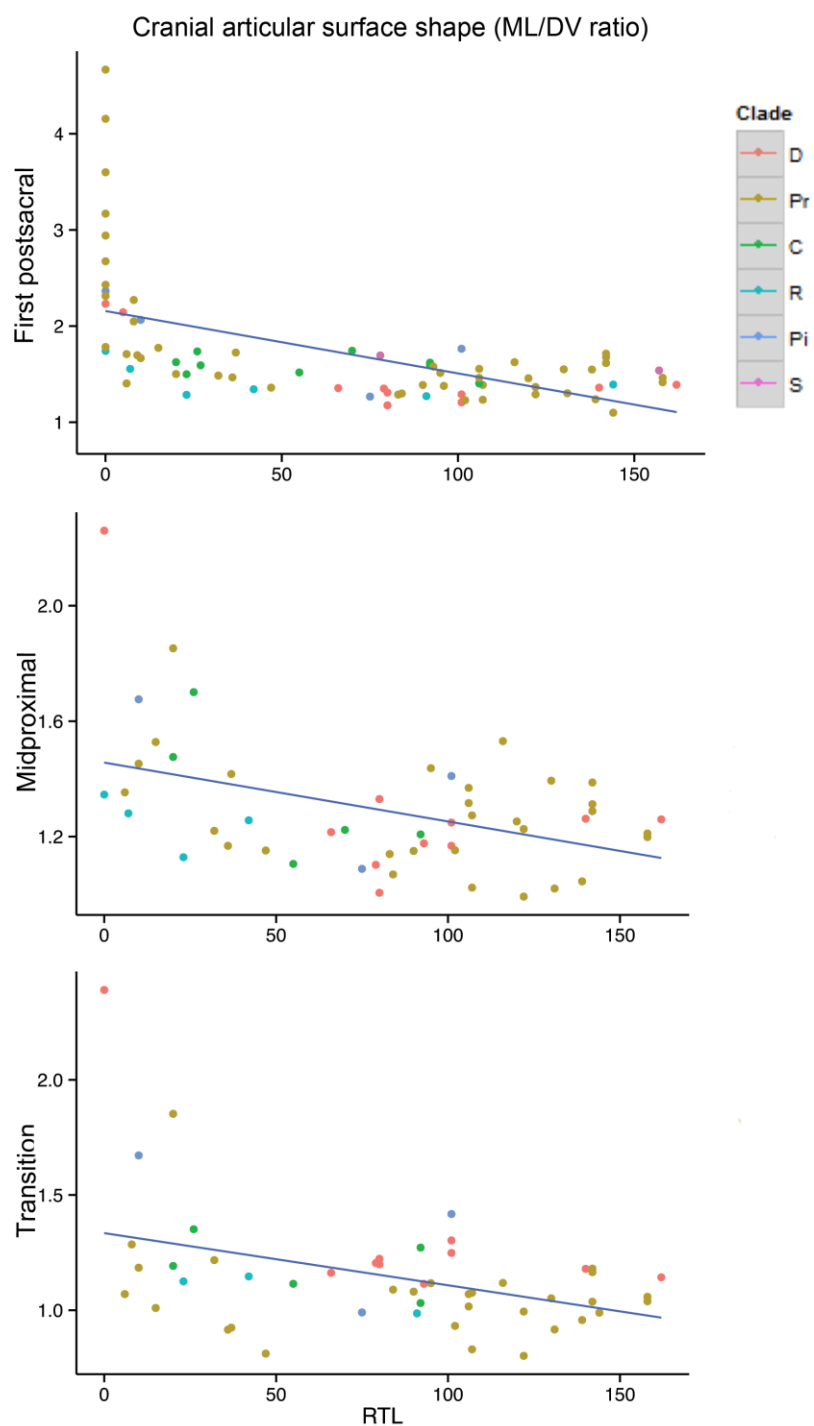 Cranial articular surface shape (ML/DV ratio)
First postsacral
4
3
2
1
0
50
100
150
Clade
D
Pr
C
R
Pi
S
Midproximal
2.0
1.6
1.2
0
50
100
150
Transition
2.0
1.5
1.0
0
50
100
150
RTL